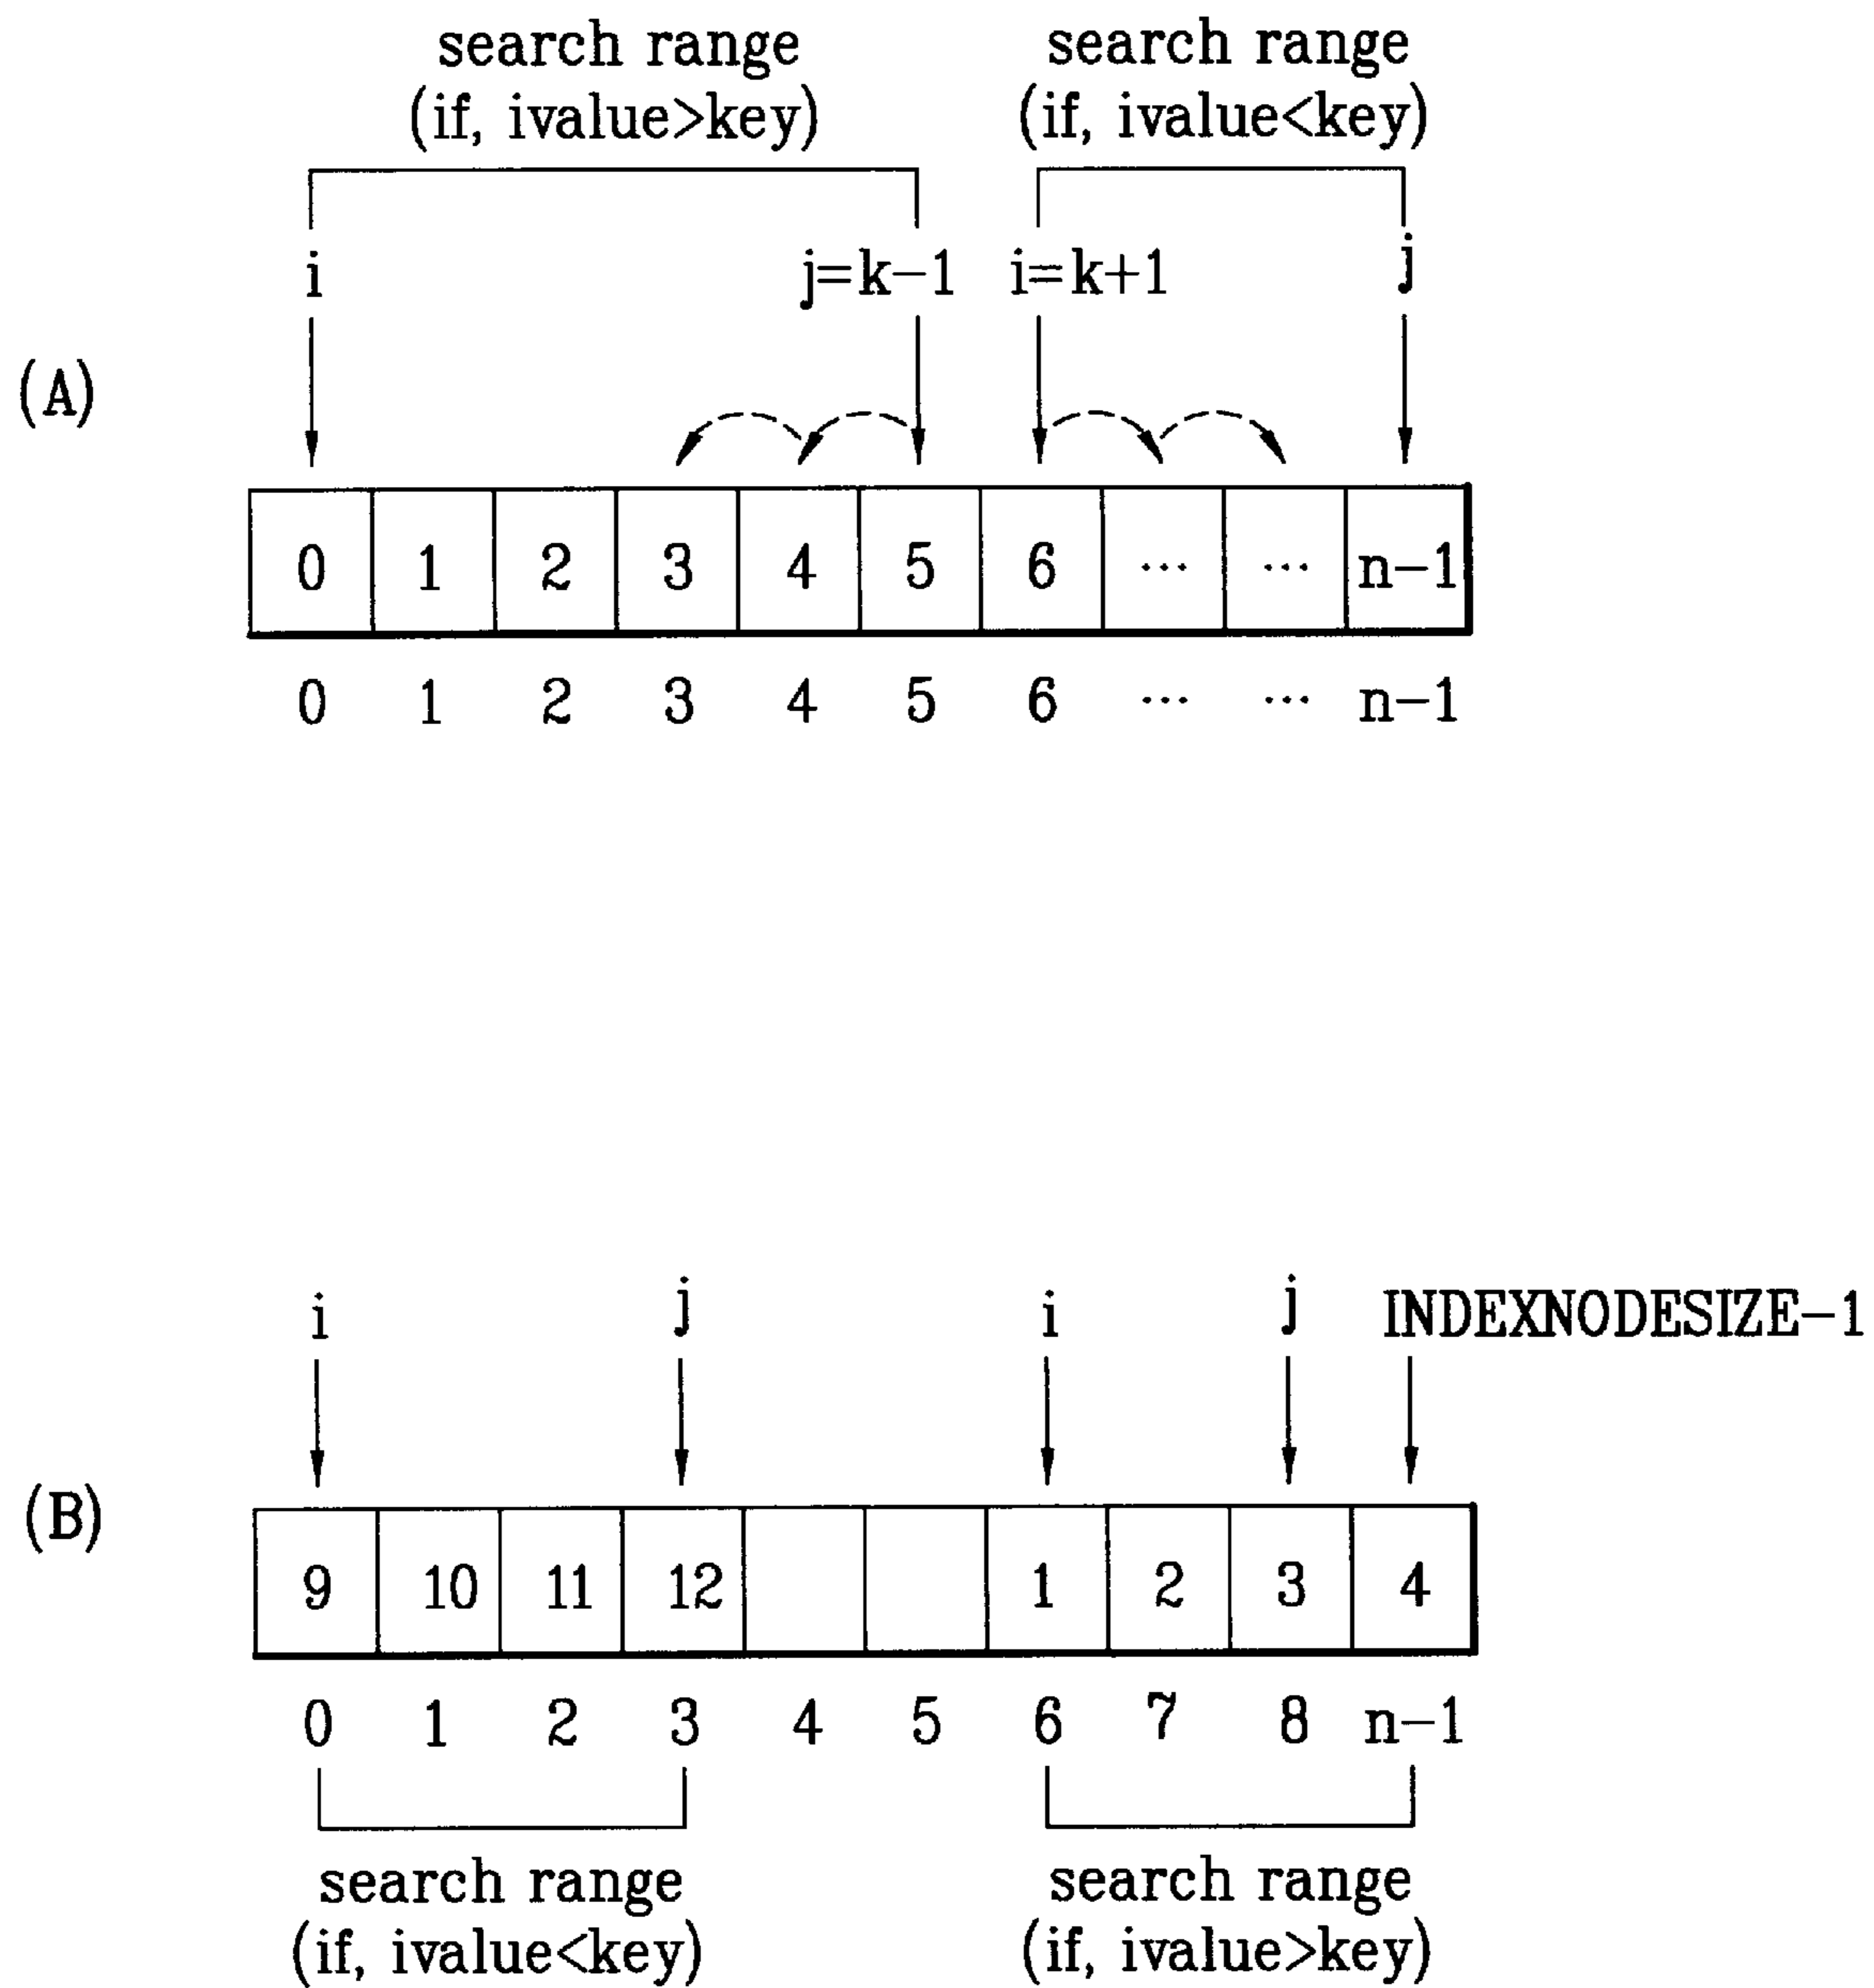 search range search range
(if, ivalue>key) (if, ivalue<key)
i j=k-1 i=k+1 j
(A)
0 1 2 3 4 5 6 ... ... n-1
0 1 2 3 4 5 6 ... ... n-1
i j i j INDEXNODESIZE-1
(B)
9 10 11 12 1 2 3 4
0 1 2 3 4 5 6 7 8 n-1
search range search range
(if, ivalue<key) (if, ivalue>key)